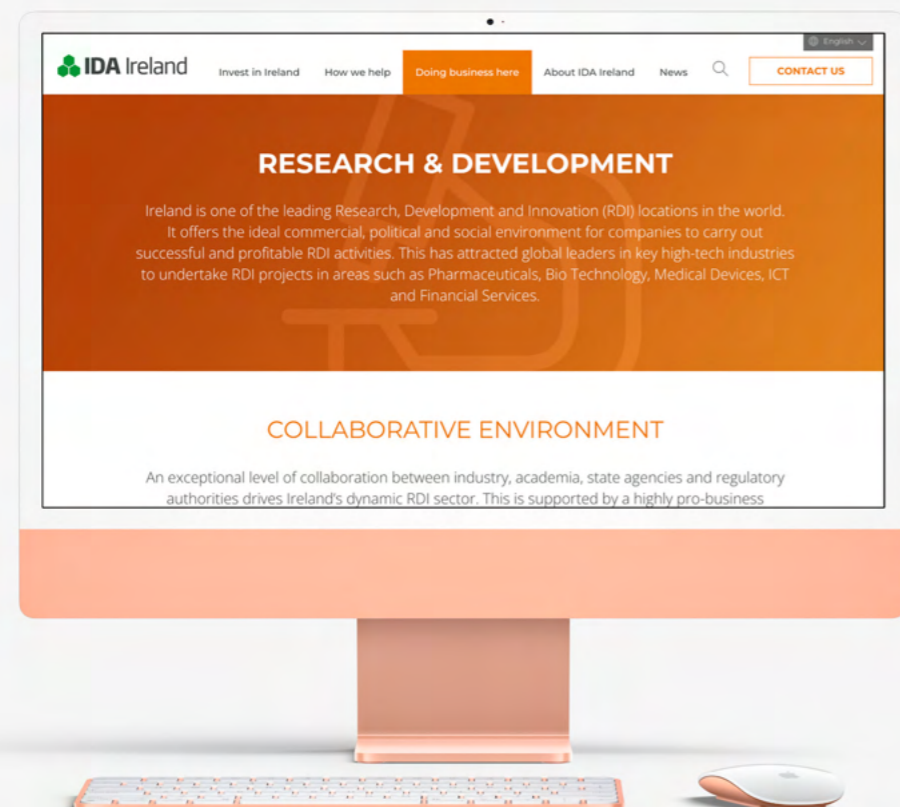 English
IDA Ireland
Invest in Ireland
How we help
Doing business here
About IDA Ireland
News
CONTACT US
RESEARCH & DEVELOPMENT
Ireland is one of the leading Research, Development and Innovation (RDI) locations in the world.
It offers the ideal commercial, political and social environment for companies to carry out
successful and profitable RDI activities. This has attracted global leaders in key high-tech industries
to undertake RDI projects in areas such as Pharmaceuticals, Bio Technology, Medical Devices, ICT
and Financial Services.
COLLABORATIVE ENVIRONMENT
An exceptional level of collaboration between industry, academia, state agencies and regulatory
authorities drives Ireland's dynamic RDI sector. This is supported by a highly pro-business